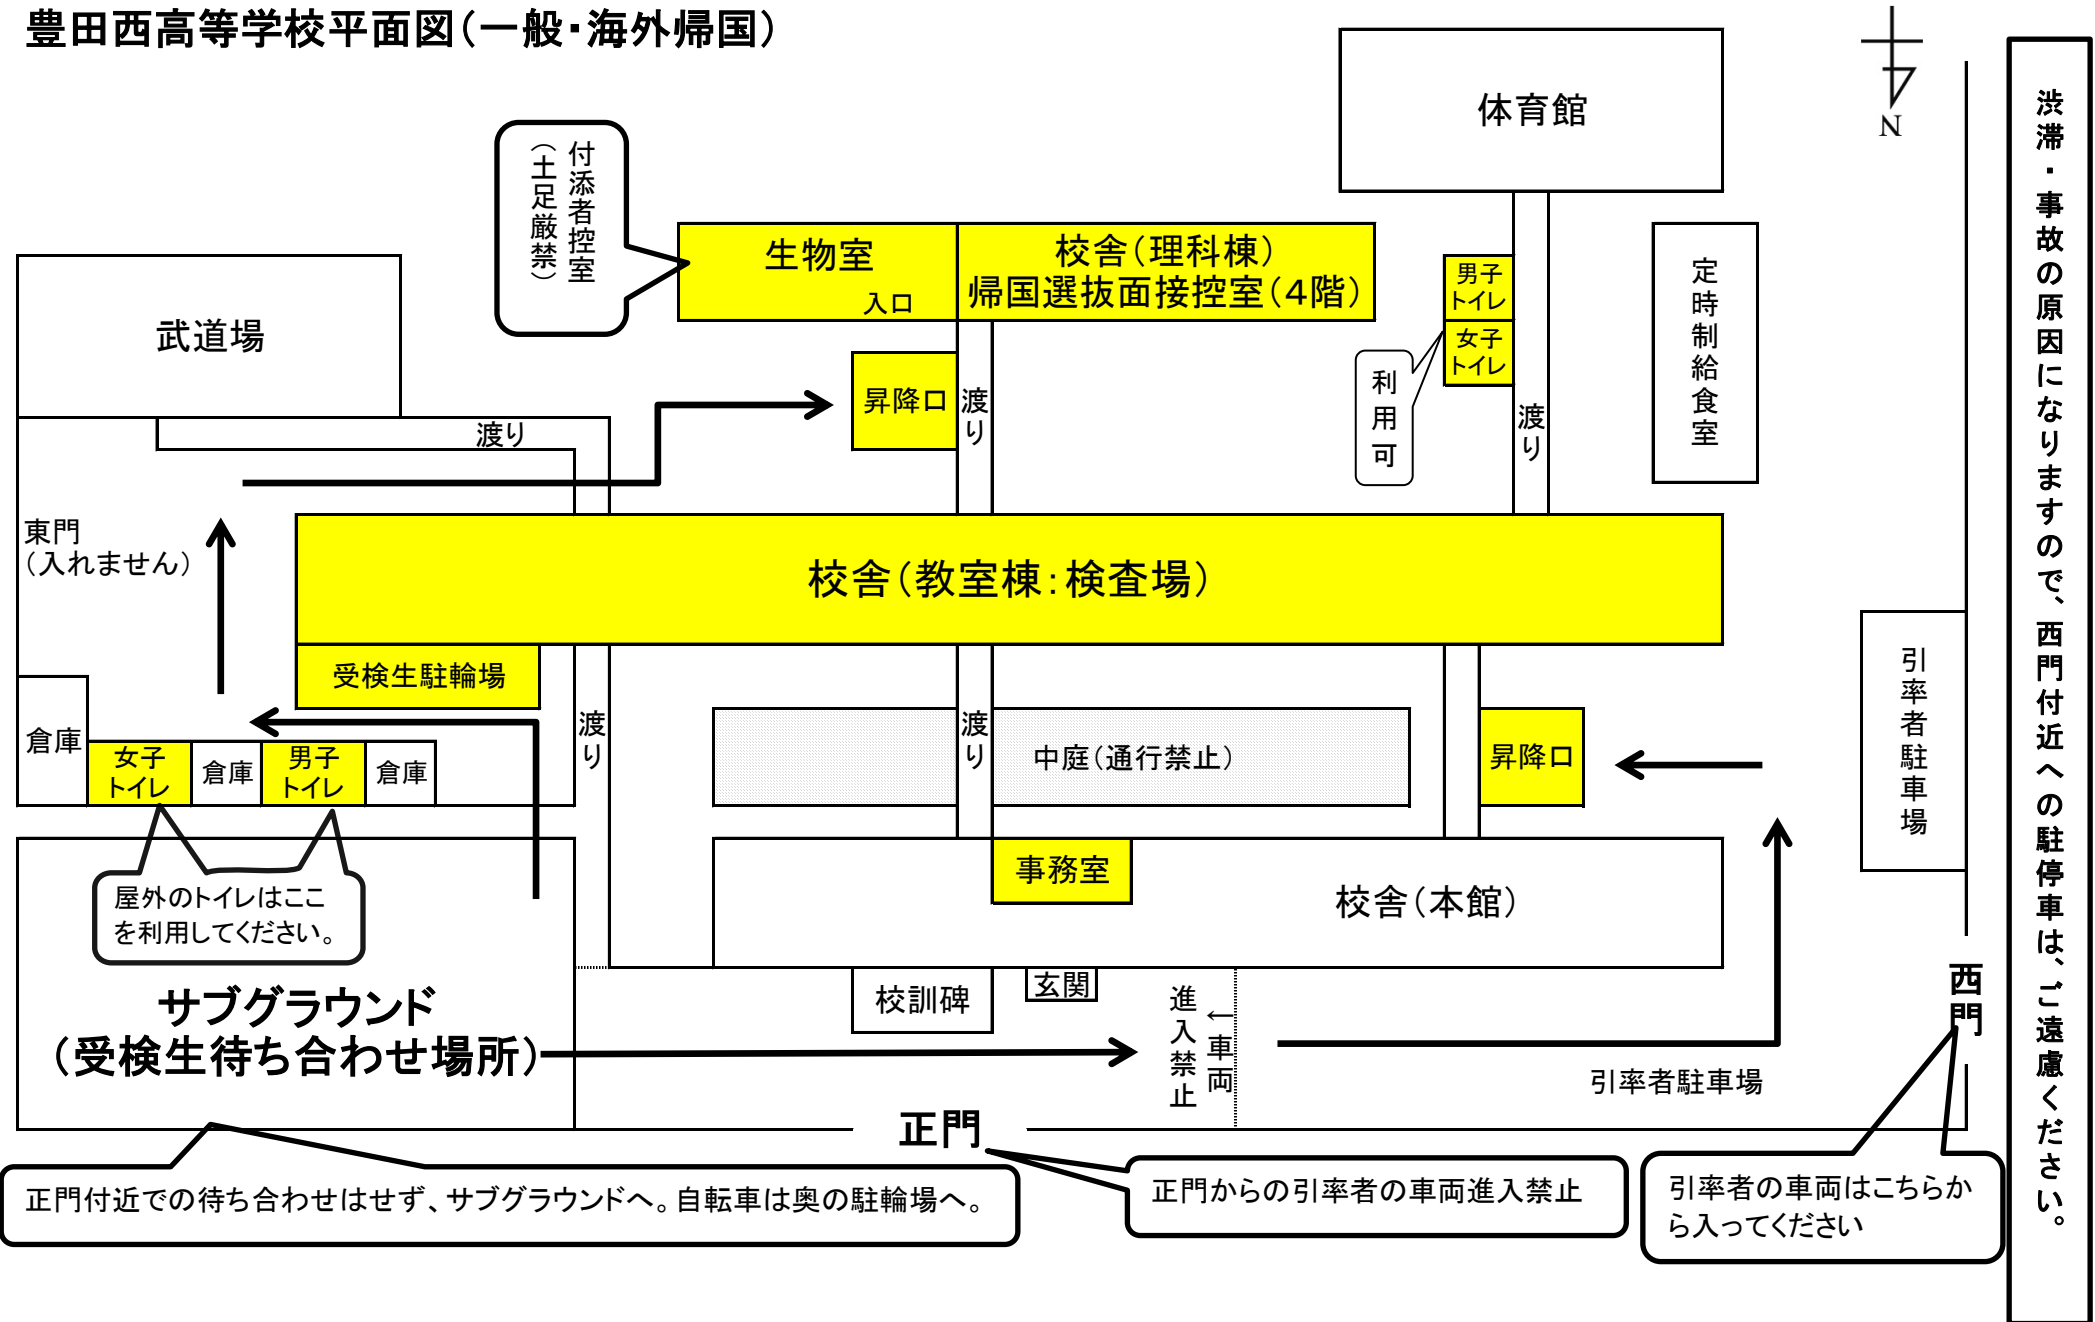 豊田西高等学校平面図（一般・海外帰国）
体育館
N
渋滞・事故の原因になりますので、西門付近への駐停車は、ご遠慮ください。
付添者控室
（土足厳禁）
生物室
入口
校舎（理科棟）
帰国選抜面接控室（４階）
男子
トイレ
女子
トイレ
利用可
定時制給食室
武道場
昇降口
渡り
渡り
渡り
東門
（入れません）
校舎（教室棟：検査場）
受検生駐輪場
引率者駐車場
倉庫
女子
トイレ
倉庫
男子
トイレ
倉庫
渡り
渡り
中庭（通行禁止）
昇降口
屋外のトイレはここ
を利用してください。
事務室
校舎（本館）
サブグラウンド
（受検生待ち合わせ場所）
校訓碑
玄関
←車両
進入禁止
引率者駐車場
西門
正門
正門付近での待ち合わせはせず、サブグラウンドへ。自転車は奥の駐輪場へ。
正門からの引率者の車両進入禁止
引率者の車両はこちらか
ら入ってください